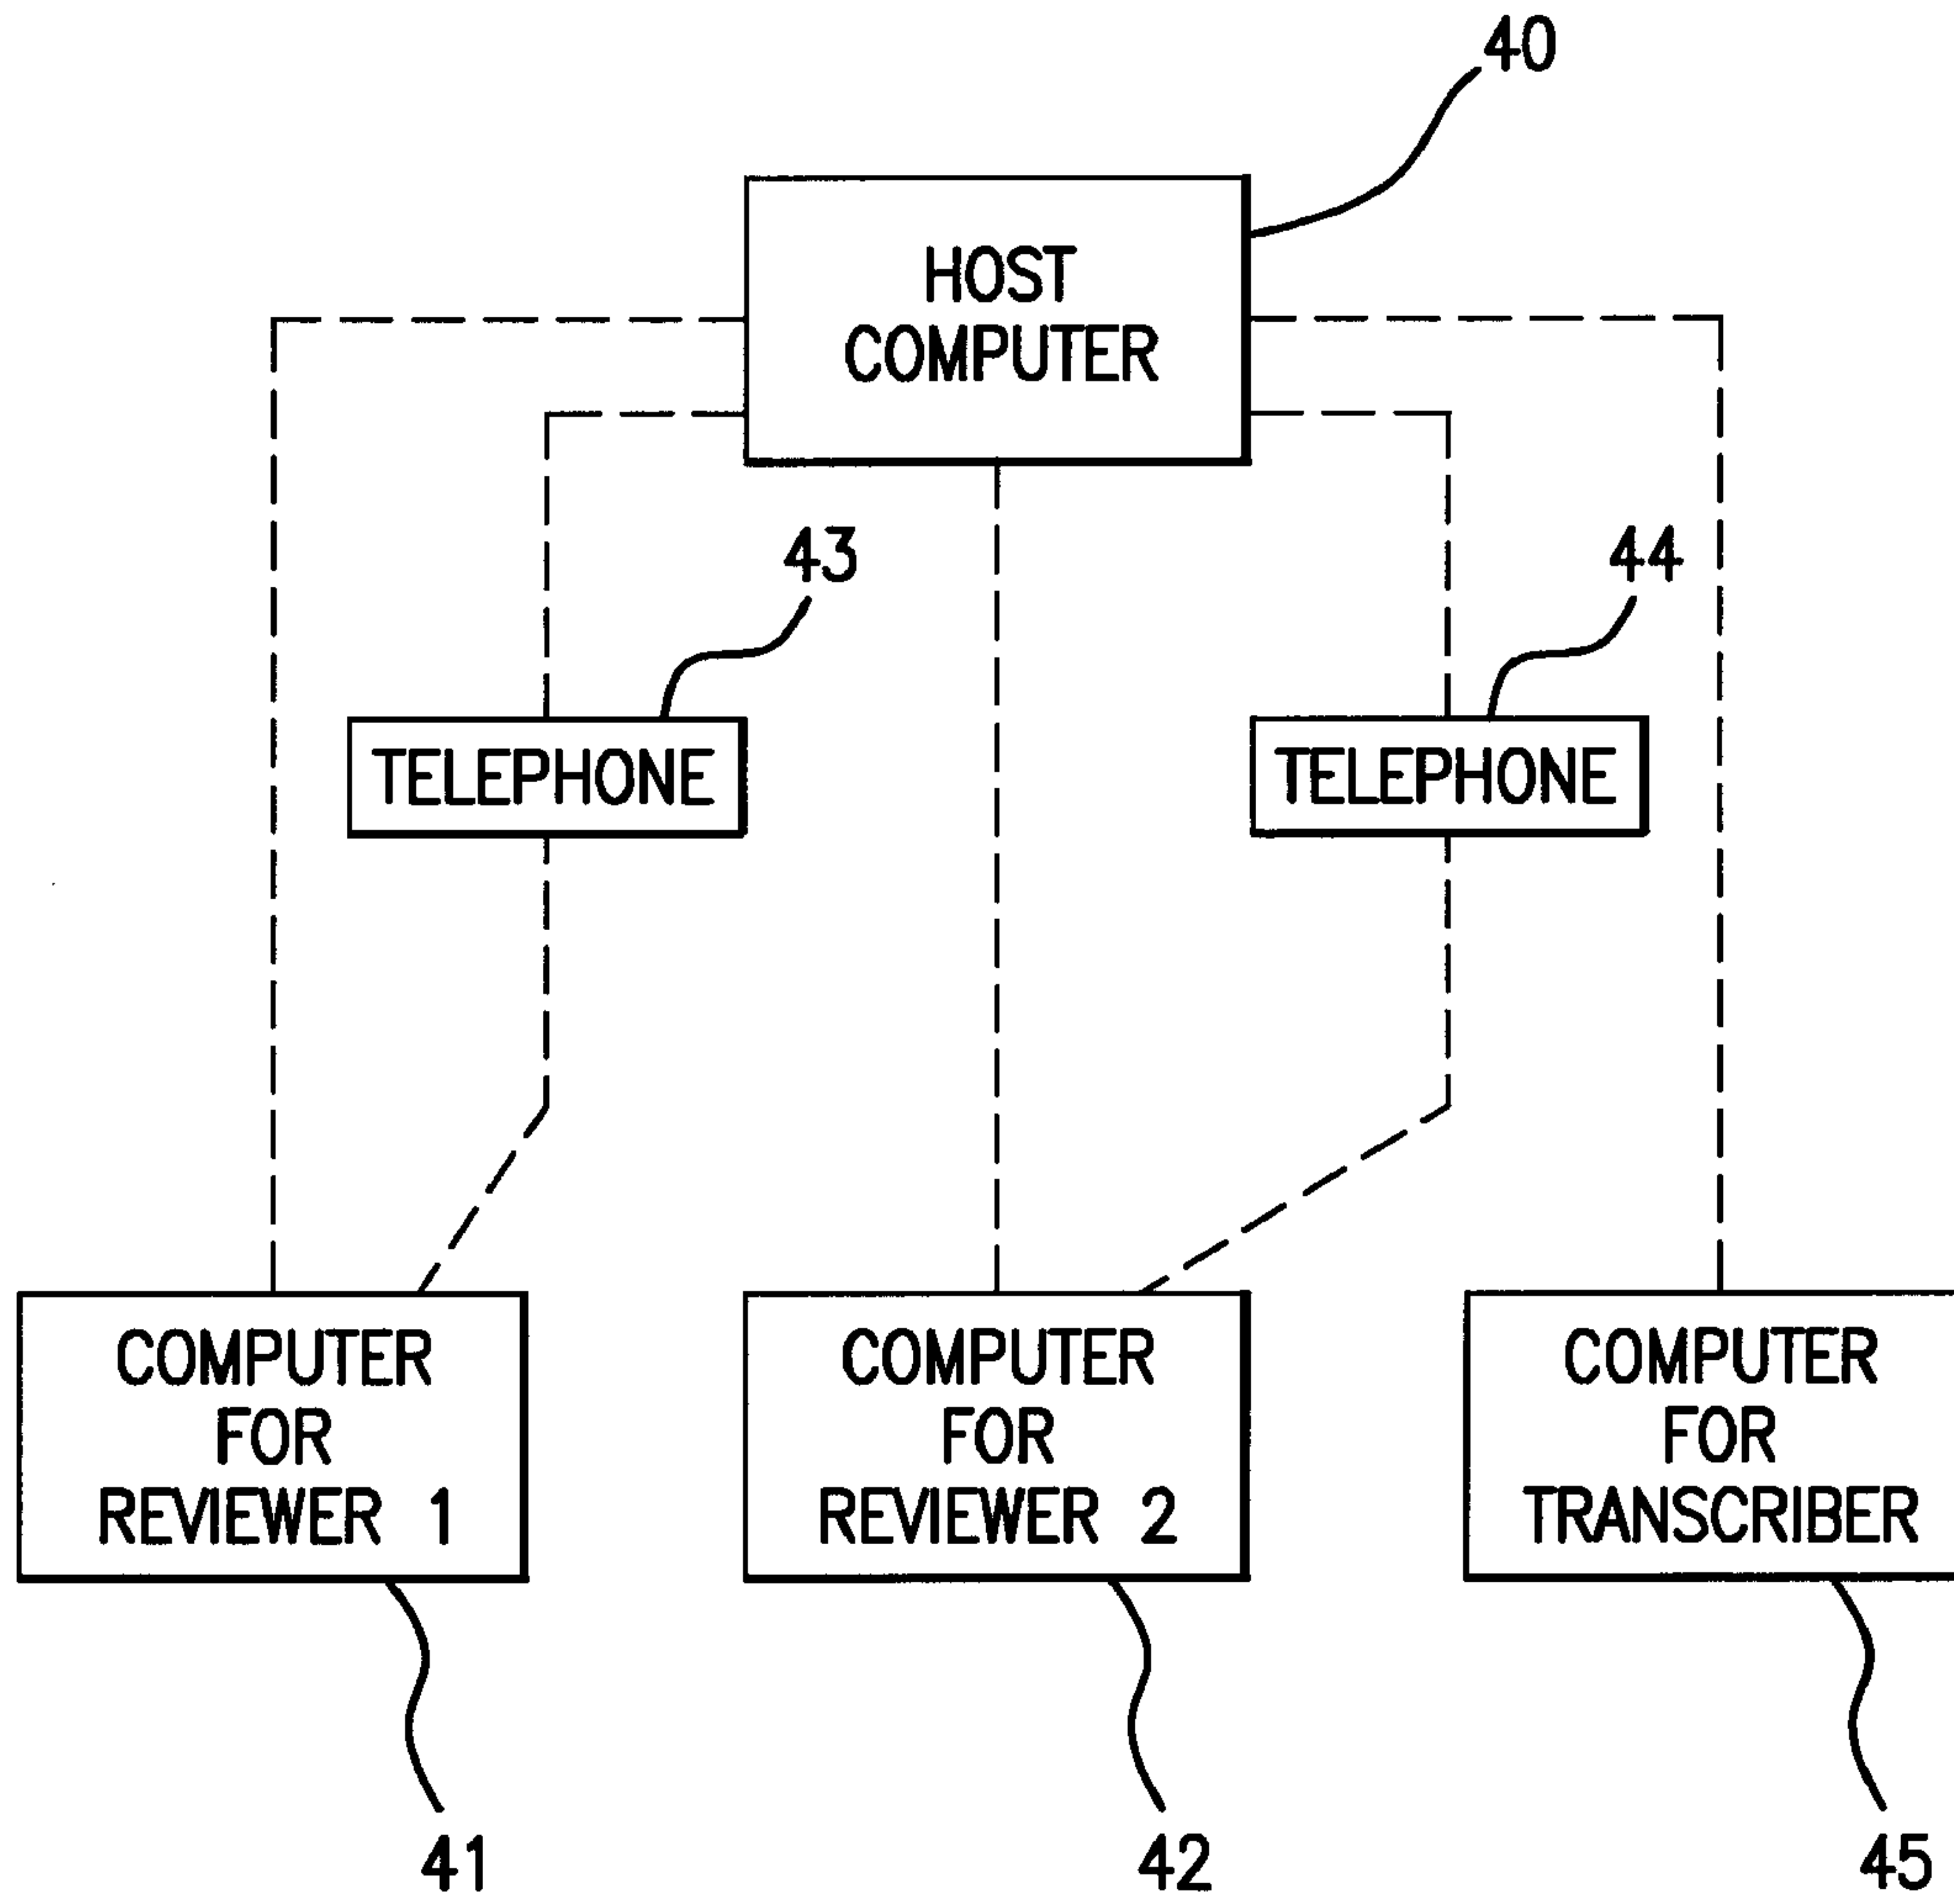 40
HOST
COMPUTER
43
44
TELEPHONE
TELEPHONE
COMPUTER
FOR
REVIEWER 1
COMPUTER
FOR
REVIEWER 2
COMPUTER
FOR
TRANSCRIBER
41
42
45